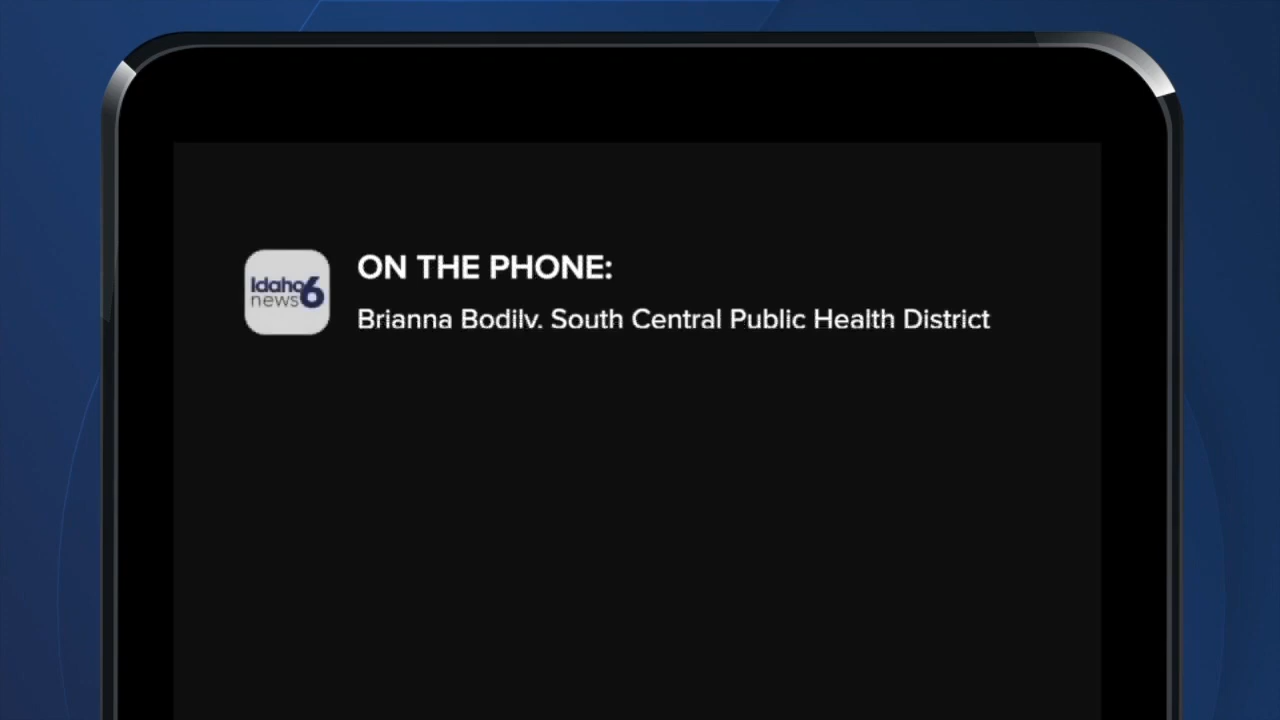 Idaho
news 6
ON THE PHONE:
Brianna Bodily, South Central Public Health District